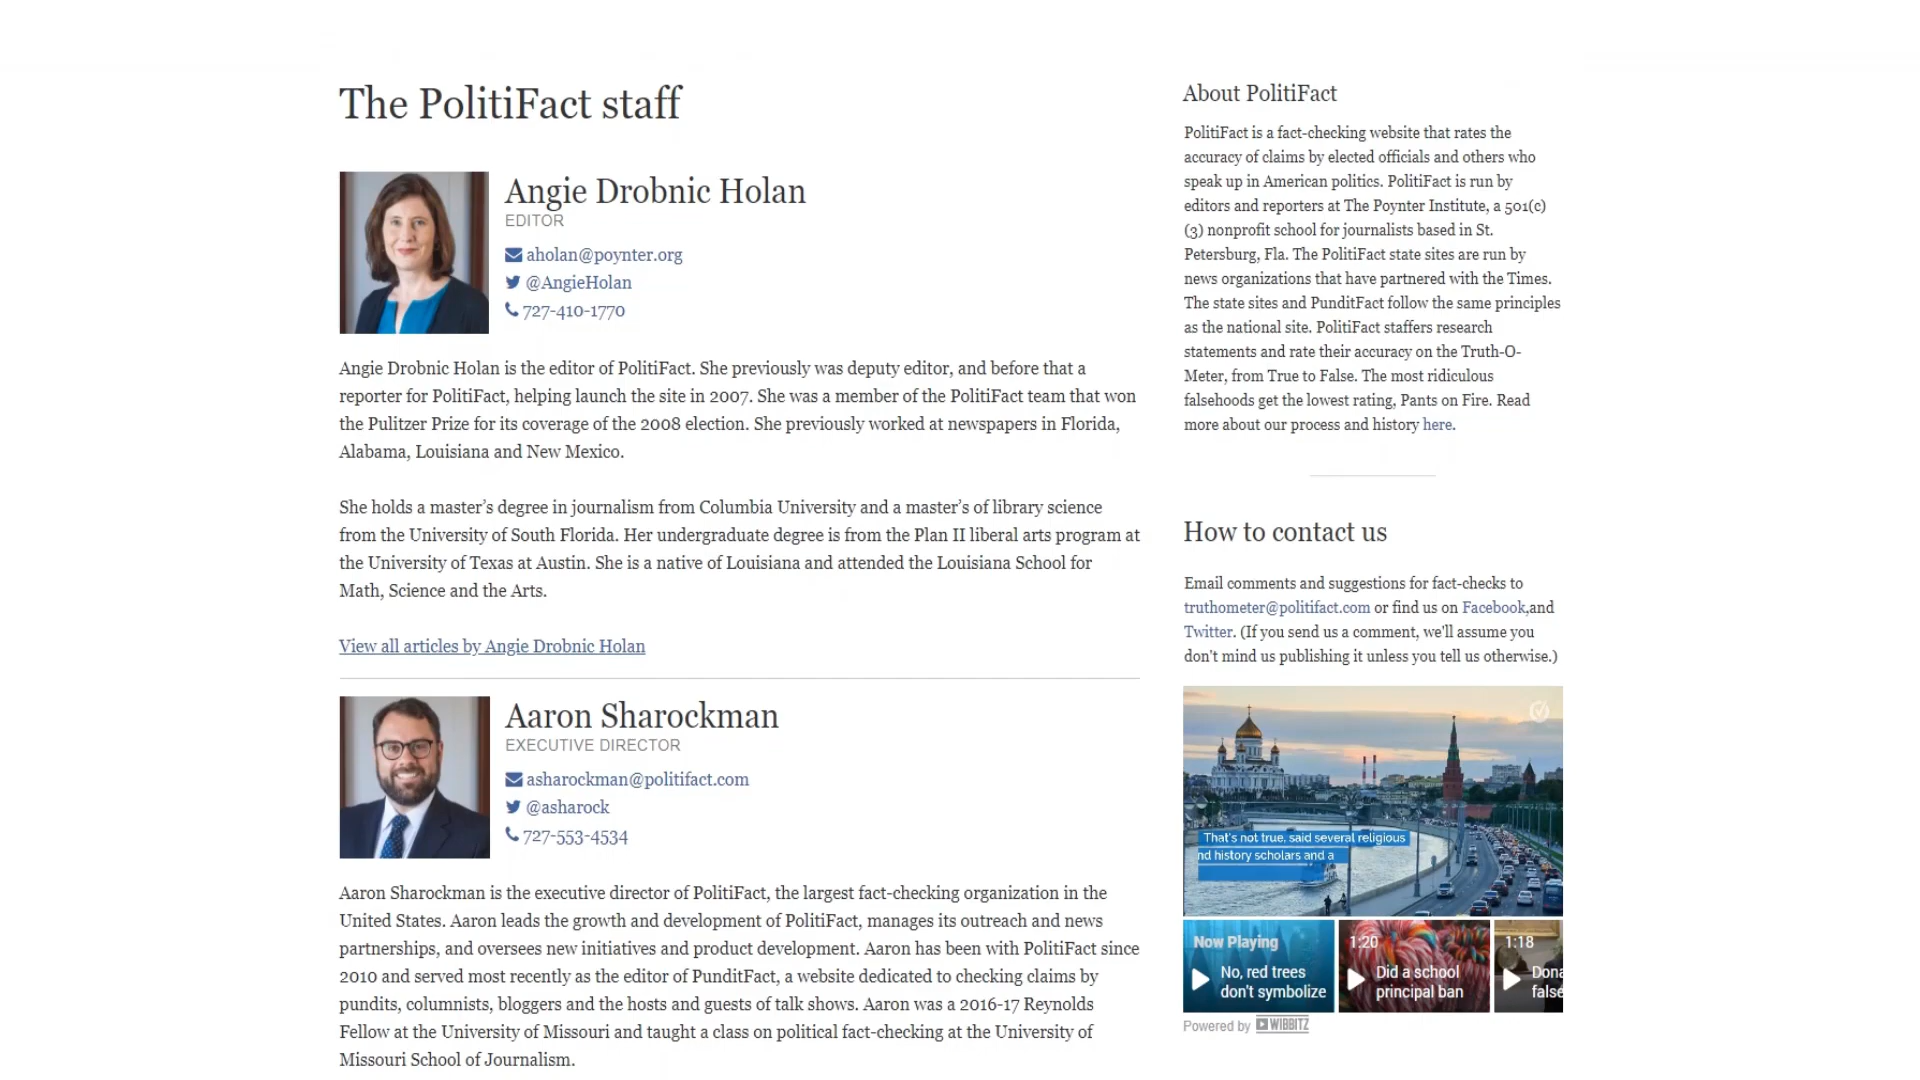 The PolitiFact staff
Angie Drobnic Holan
EDITOR
aholan@poynter.org
@AngieHolan
727-410-1770
Angie Drobnic Holan is the editor of PolitiFact. She previously was deputy editor, and before that a
reporter for PolitiFact, helping launch the site in 2007. She was a member of the PolitiFact team that won
the Pulitzer Prize for its coverage of the 2008 election. She previously worked at newspapers in Florida,
Alabama, Louisiana and New Mexico.
She holds a master’s degree in journalism from Columbia University and a master’s of library science
from the University of South Florida. Her undergraduate degree is from the Plan II liberal arts program at
the University of Texas at Austin. She is a native of Louisiana and attended the Louisiana School for
Math, Science and the Arts.
View all articles by Angie Drobnic Holan
Aaron Sharockman
EXECUTIVE DIRECTOR
asharockman@politifact.com
@asharock
727-553-4534
Aaron Sharockman is the executive director of PolitiFact, the largest fact-checking organization in the
United States. Aaron leads the growth and development of PolitiFact, manages its outreach and news
partnerships, and oversees new initiatives and product development. Aaron has been with PolitiFact since
2010 and served most recently as the editor of PunditFact, a website dedicated to checking claims by
pundits, columnists, bloggers and the hosts and guests of talk shows. Aaron was a 2016-17 Reynolds
Fellow at the University of Missouri and taught a class on political fact-checking at the University of
Missouri School of Journalism.
About PolitiFact
PolitiFact is a fact-checking website that rates the
accuracy of claims by elected officials and others who
speak up in American politics. PolitiFact is run by
editors and reporters at The Poynter Institute, a 501(c)
(3) nonprofit school for journalists based in St.
Petersburg, Fla. The PolitiFact state sites are run by
news organizations that have partnered with the Times.
The state sites and PunditFact follow the same principles
as the national site. PolitiFact staffers research
statements and rate their accuracy on the Truth-O-
Meter, from True to False. The most ridiculous
falsehoods get the lowest rating, Pants on Fire. Read
more about our process and history here.
How to contact us
Email comments and suggestions for fact-checks to
truthometer@politifact.com or find us on Facebook,and
Twitter. (If you send us a comment, we'll assume you
don't mind us publishing it unless you tell us otherwise.)
That's not true, said several religious
nd history scholars and a
Now Playing
No, red trees
don't symbolize
1:20
Did a school
principal ban
1:18
Dona
false
Powered by WIBBITZ